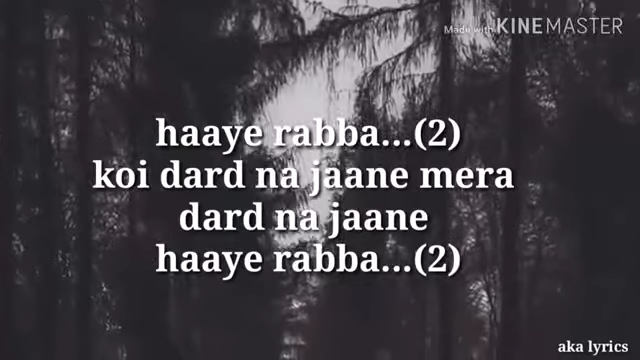 Made with KINEMASTER
haaye rabba...(2)
koi dard na jaane mera
dard na jaane
haaye rabba...(2)
aka lyrics